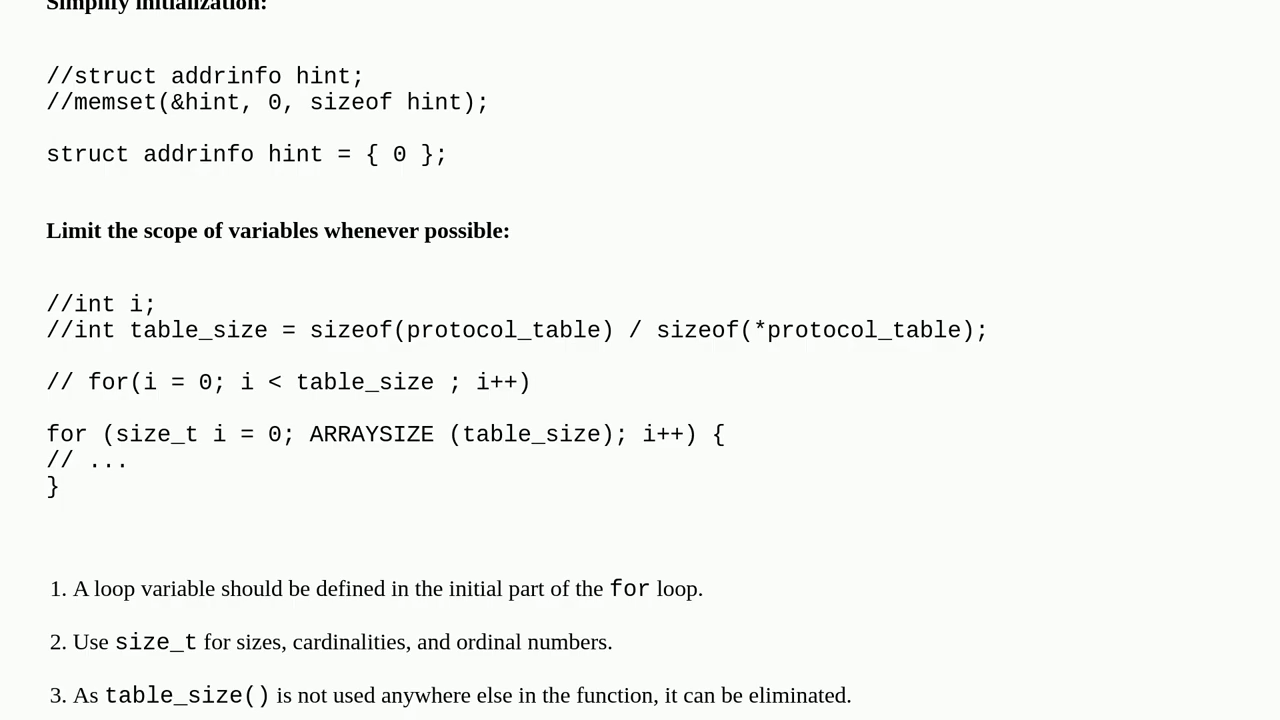 Simplify initialization:
//struct addrinfo hint;
//memset(&hint, 0, sizeof hint);
struct addrinfo hint = { 0 };
Limit the scope of variables whenever possible:
//int i;
//int table_size = sizeof(protocol_table) / sizeof(*protocol_table);
// for(i = 0; i < table_size ; i++)
for (size_t i = 0; ARRAYSIZE (table_size); i++) {
// ...
}
1. A loop variable should be defined in the initial part of the for loop.
2. Use size_t for sizes, cardinalities, and ordinal numbers.
3. As table_size() is not used anywhere else in the function, it can be eliminated.